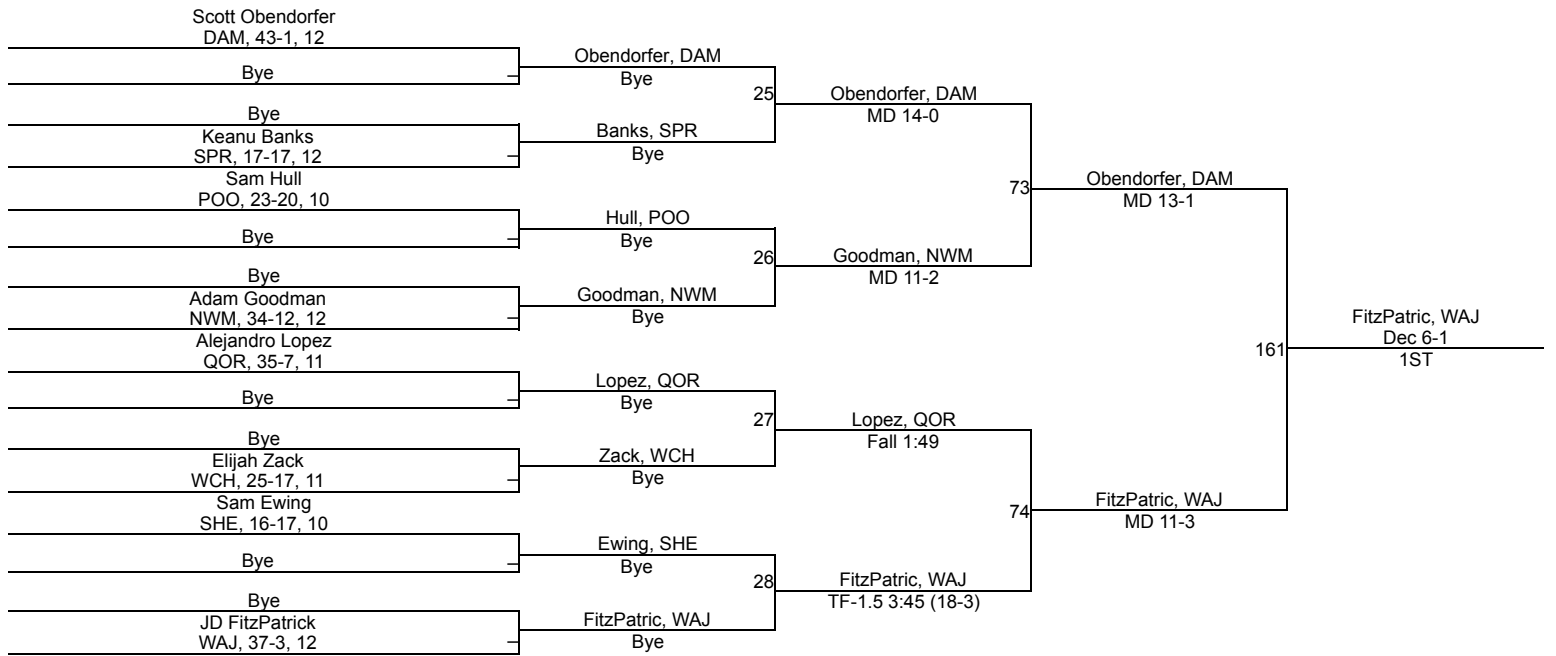 Scott Obendorfer
DAM, 43-1, 12
Bye
Bye
Keanu Banks
SPR, 17-17, 12
Sam Hull
POO, 23-20, 10
Bye
Bye
Adam Goodman
NWM, 34-12, 12
Alejandro Lopez
QOR, 35-7, 11
Bye
Bye
Elijah Zack
WCH, 25-17, 11
Sam Ewing
SHE, 16-17, 10
Bye
Bye
JD FitzPatrick
WAJ, 37-3, 12
Obendorfer, DAM
Bye
25
Banks, SPR
Bye
Hull, POO
Bye
26
Goodman, NWM
Bye
Lopez, QOR
Bye
27
Zack, WCH
Bye
Ewing, SHE
Bye
28
FitzPatric, WAJ
Bye
Obendorfer, DAM
MD 14-0
73
Goodman, NWM
MD 11-2
Lopez, QOR
Fall 1:49
74
FitzPatric, WAJ
TF-1.5 3:45 (18-3)
Obendorfer, DAM
MD 13-1
161
FitzPatric, WAJ
MD 11-3
FitzPatric, WAJ
Dec 6-1
1ST